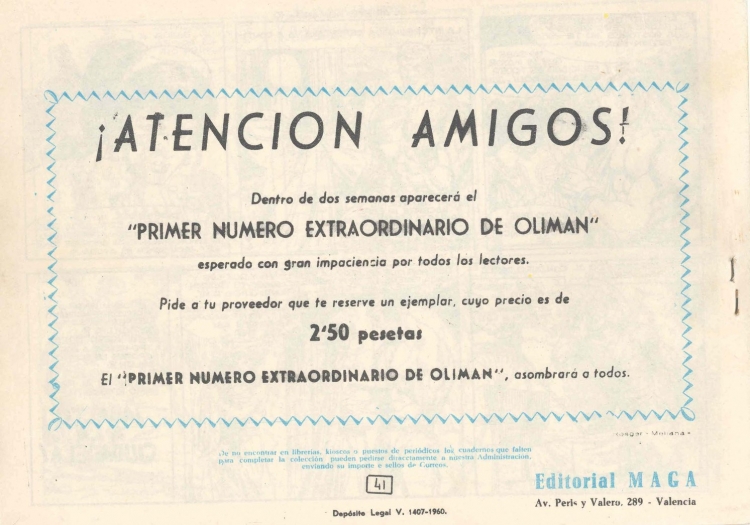 ¡ATENCION AMIGOS!
Dentro de dos semanas aparecerá el
"PRIMER NUMERO EXTRAORDINARIO DE OLIMAN"
esperado con gran impaciencia por todos los lectores.
Pide a tu proveedor que te reserve un ejemplar, cuyo precio es de
2'50 pesetas
El "PRIMER NUMERO EXTRAORDINARIO DE OLIMAN", asombrará a todos.
De no encontrar en librerías, kioscos o puestos de periódicos los cuadernos que falten
para completar la colección pueden pedirse directamente a nuestra Administración,
enviando su importe e sellos de Correos.
41
Editorial MAGA
Av. Peris y Valero, 289 - Valencia
Depósito Legal V. 1407-1960.